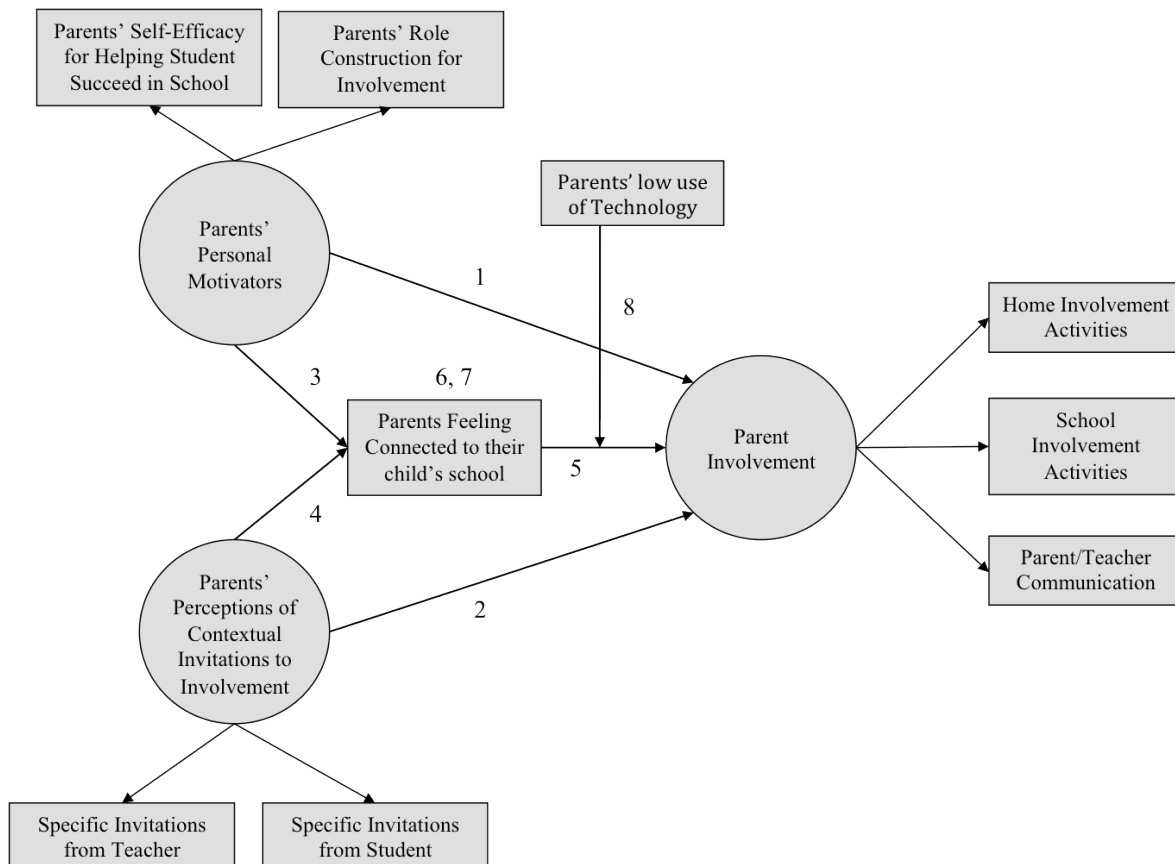 Parents’ Self-Efficacy
for Helping Student
Succeed in School
Parents’ Role
Construction for
Involvement
Parents’ low use
of Technology
Parents’
Personal
Motivators
1
8
Home Involvement
Activities
3
6, 7
Parents Feeling
Connected to their
child’s school
5
Parent
Involvement
School
Involvement
Activities
4
Parent/Teacher
Communication
Parents’
Perceptions of
Contextual
Invitations to
Involvement
2
Specific Invitations
from Teacher
Specific Invitations
from Student